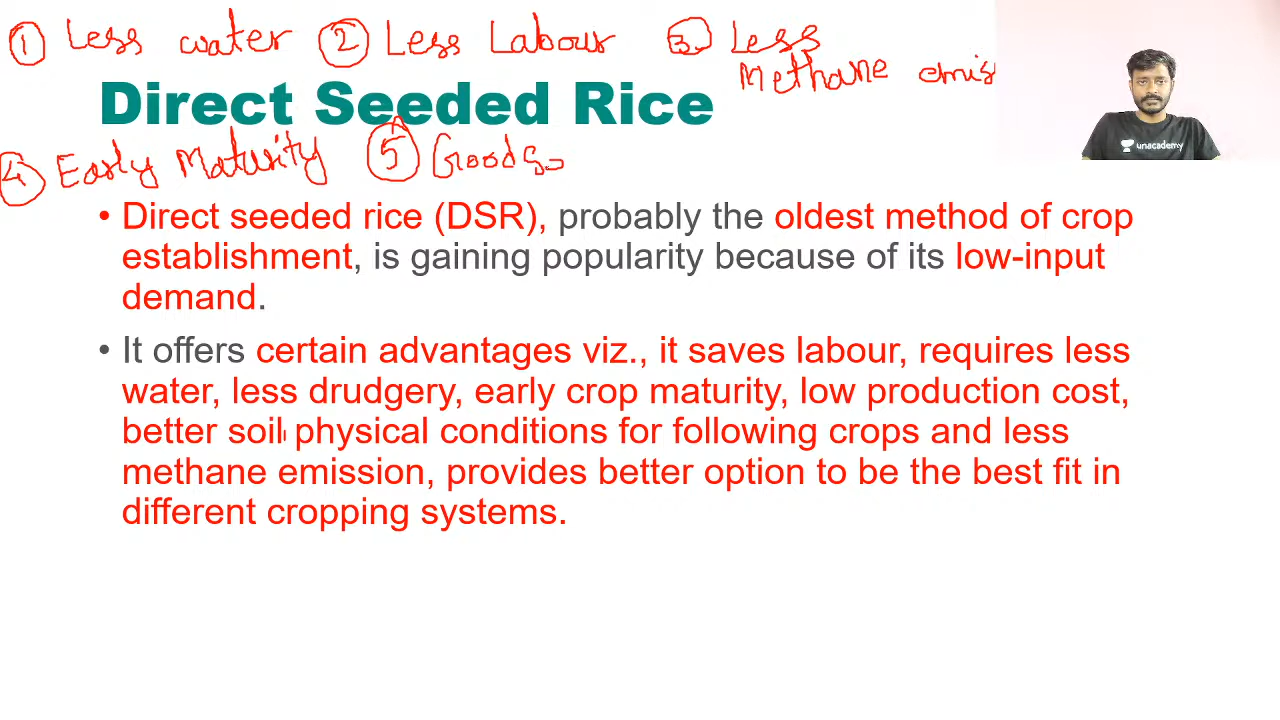 ① Less water ② Less Labour ③ Less
Methane emis
Direct Seeded Rice
④ Early Maturity ⑤ Good
unacademy
• Direct seeded rice (DSR), probably the oldest method of crop
establishment, is gaining popularity because of its low-input
demand.
• It offers certain advantages viz., it saves labour, requires less
water, less drudgery, early crop maturity, low production cost,
better soil physical conditions for following crops and less
methane emission, provides better option to be the best fit in
different cropping systems.